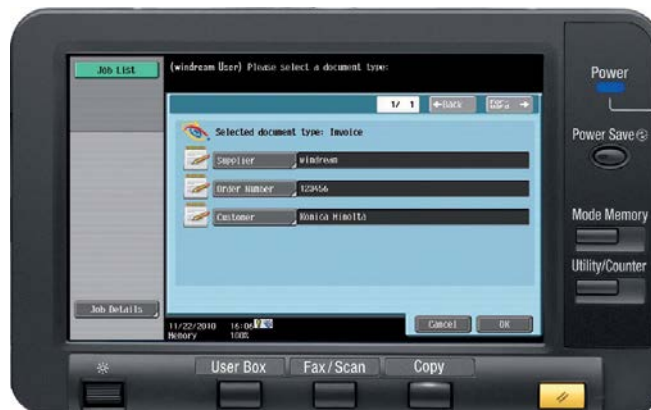 Job List
(windream User) Please select a document type:
Power
1/ 1
←Back
Selected document type: Invoice
Power Save
Supplier
windream
Order Number
123456
Customer
Konica Minolta
Mode Memory
Utility/Counter
Job Details
11/22/2010 16:06
Memory 100%
Cancel
OK
User Box
Fax/Scan
Copy